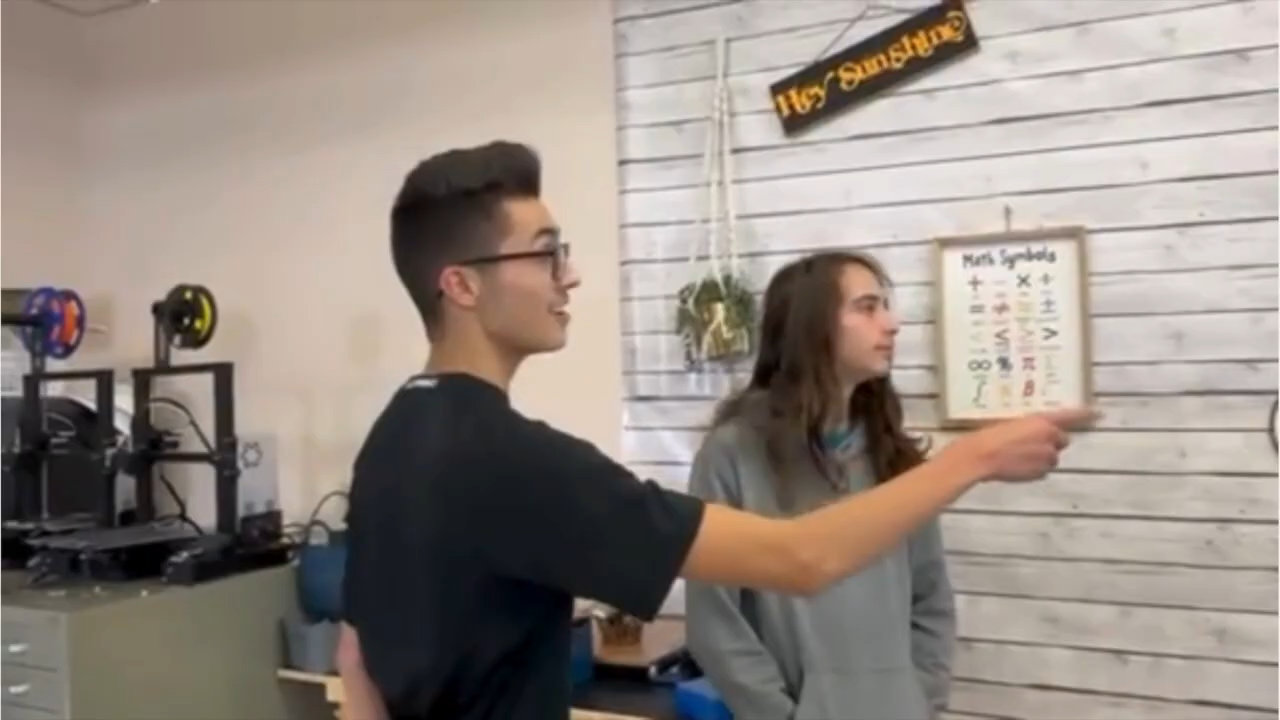 Hey Sunshine
Math Symbols
+ - × ÷
= ≠
< ≤ >
∞ % π